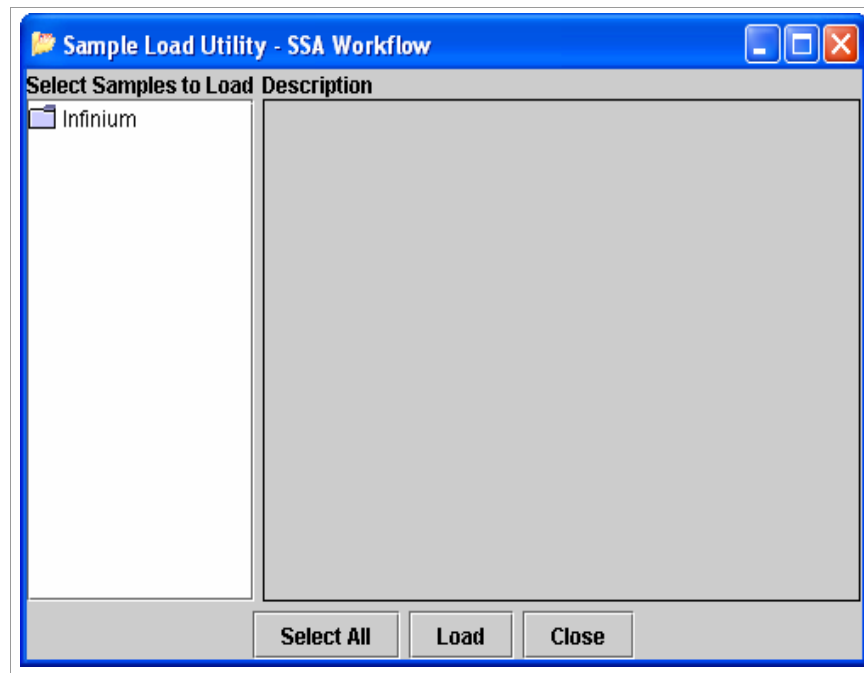 Sample Load Utility - SSA Workflow
Select Samples to Load Description
Infinium
Select All Load Close